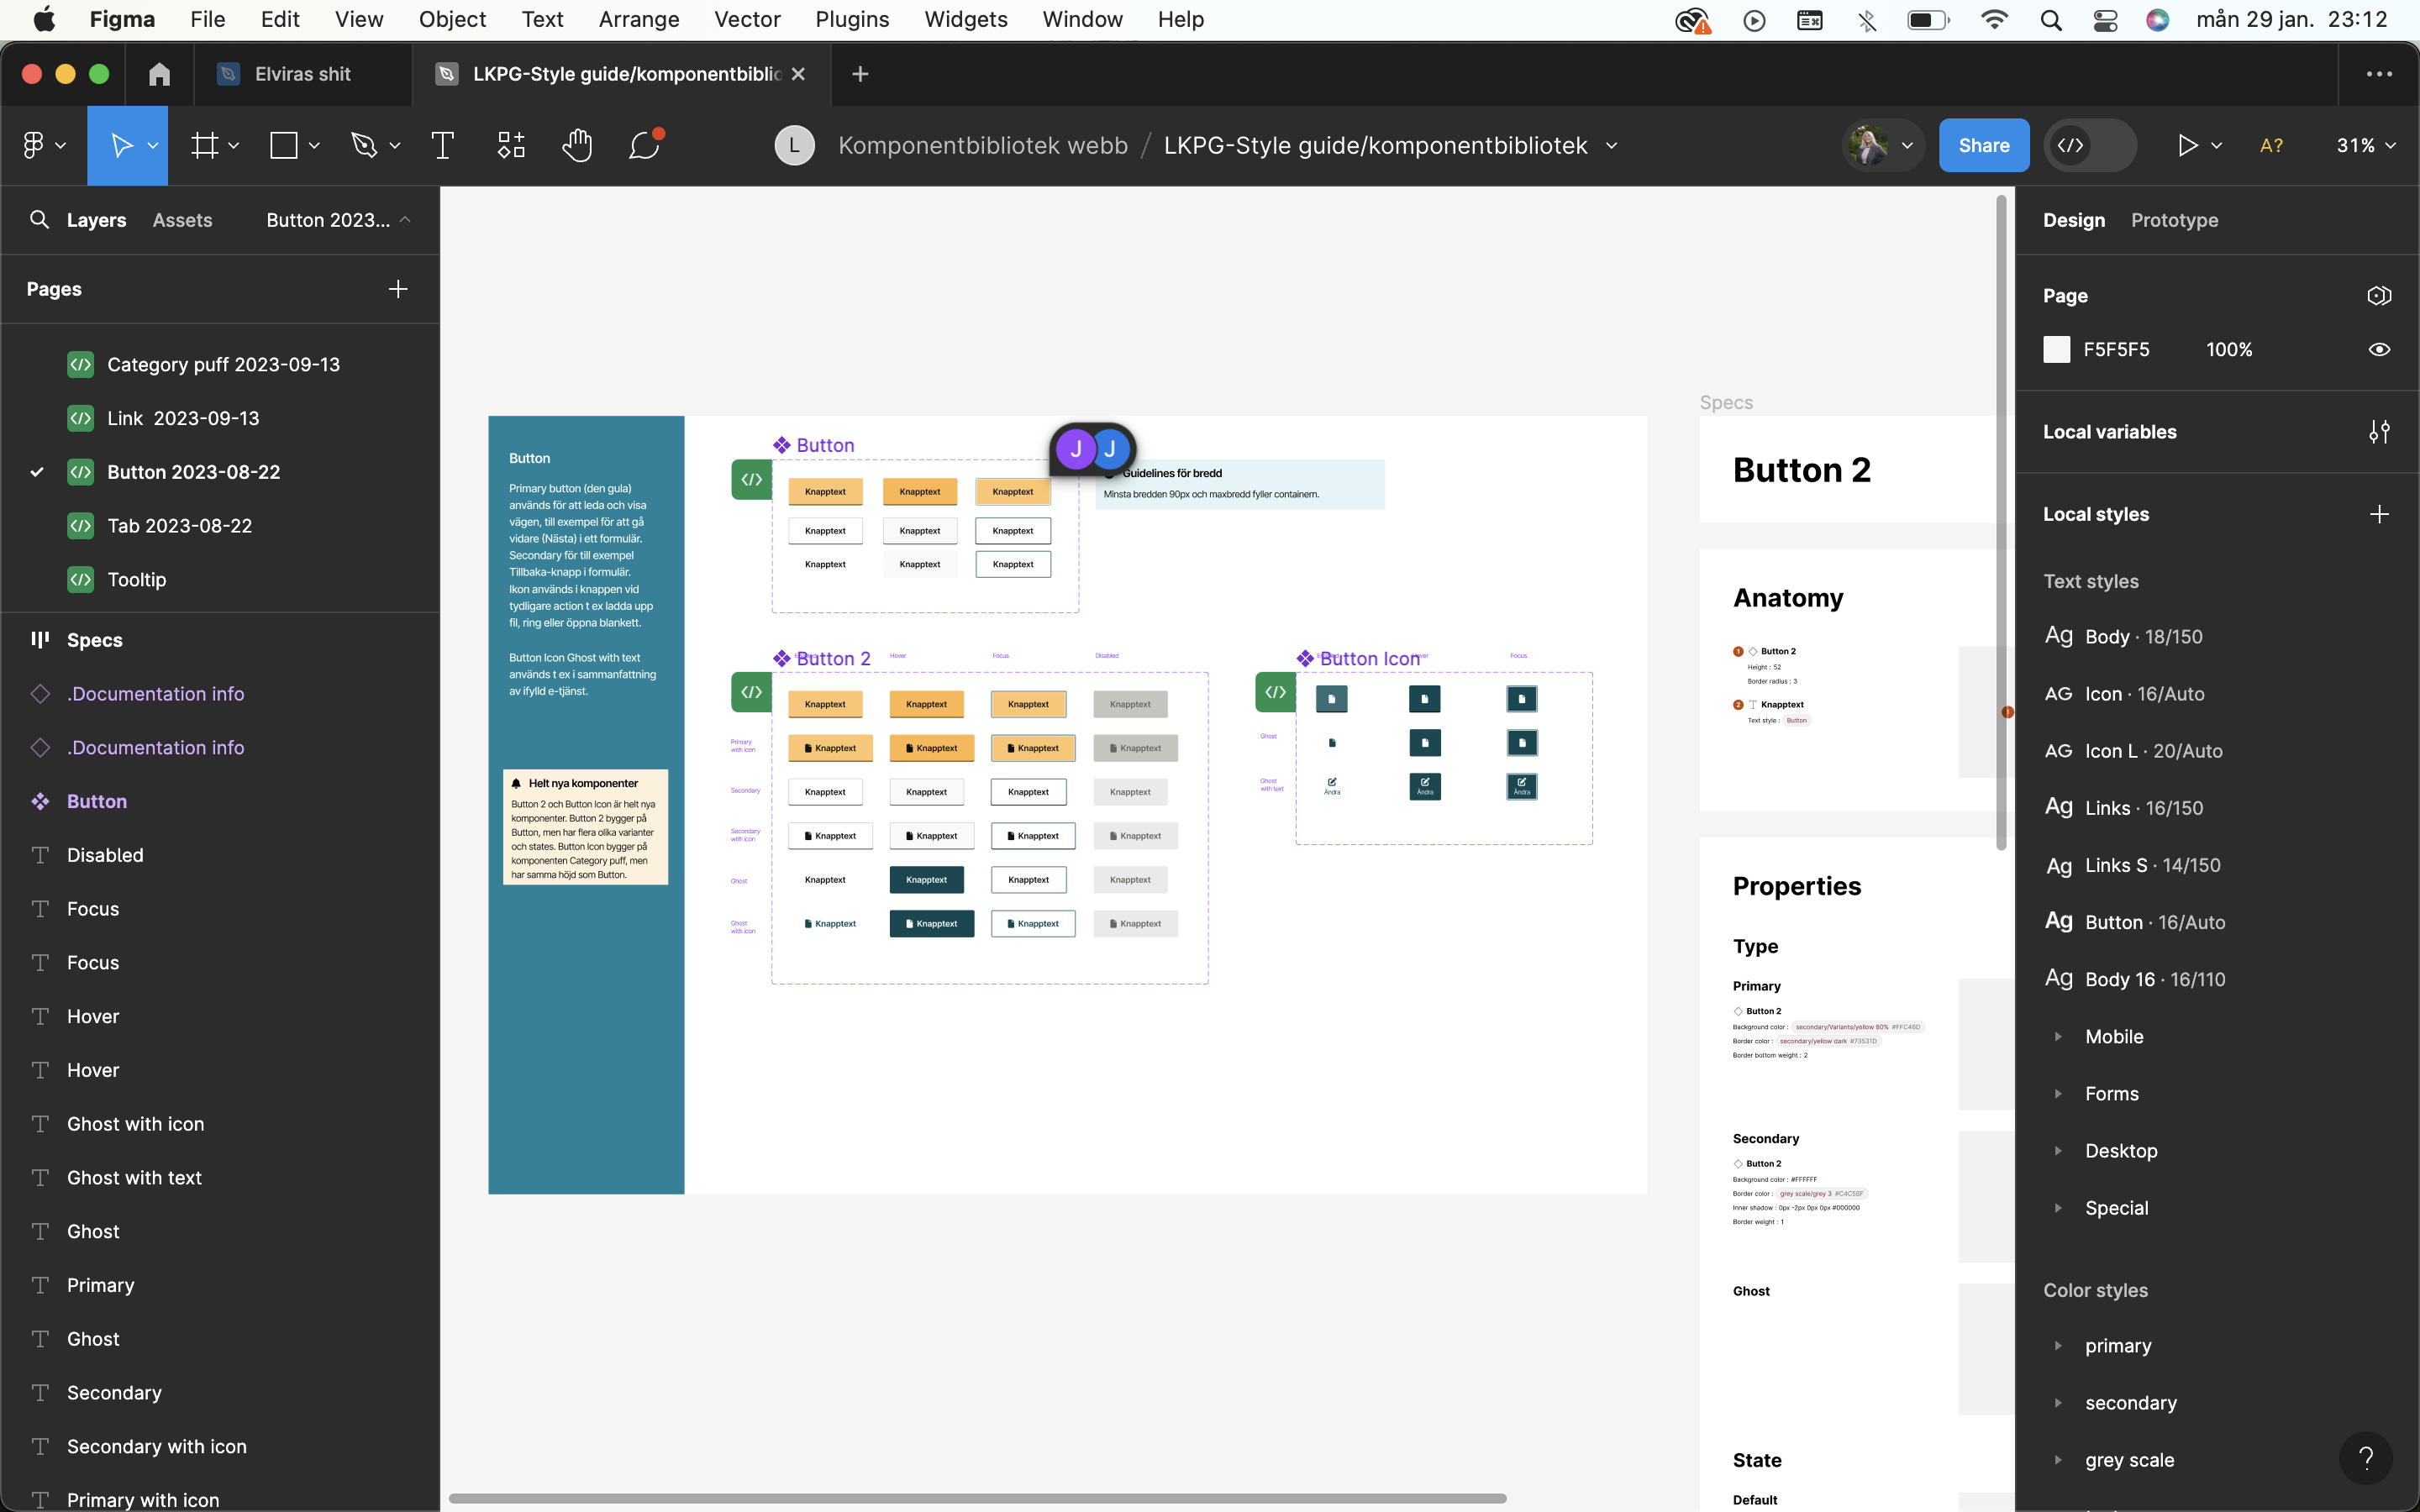 Figma File Edit View Object Text Arrange Vector Plugins Widgets Window Help
mån 29 jan. 23:12
Elviras shit
LKPG-Style guide/komponentbiblio
L Komponentbibliotek webb / LKPG-Style guide/komponentbibliotek
Share
A?
31%
Layers Assets Button 2023...
Pages
Category puff 2023-09-13
Link 2023-09-13
Button 2023-08-22
Tab 2023-08-22
Tooltip
Specs
.Documentation info
.Documentation info
Button
Disabled
Focus
Focus
Hover
Hover
Ghost with icon
Ghost with text
Ghost
Primary
Ghost
Secondary
Secondary with icon
Primary with icon
Button
Primary button (den gula)
används för att leda och visa
vägen, till exempel för att gå
vidare (Nästa) i ett formulär.
Secondary för till exempel
Tillbaka-knapp i formulär.
Ikon används i knappen vid
tydligare action t ex ladda upp
fil, ring eller öppna blankett.
Button Icon Ghost with text
används t ex i sammanfattning
av ifylld e-tjänst.
Helt nya komponenter
Button 2 och Button Icon är helt nya
komponenter. Button 2 bygger på
Button, men har flera olika varianter
och states. Button Icon bygger på
komponenten Category puff, men
har samma höjd som Button.
Button
Knapptext Knapptext Knapptext
Knapptext Knapptext Knapptext
Knapptext Knapptext Knapptext
J J
Guidelines för bredd
Minsta bredden 90px och maxbredd fyller containern.
Button 2 Hover Focus Disabled
Knapptext Knapptext Knapptext Knapptext
Primary
with icon
Knapptext Knapptext Knapptext Knapptext
Secondary
Knapptext Knapptext Knapptext Knapptext
Secondary
with icon
Knapptext Knapptext Knapptext Knapptext
Ghost
Knapptext Knapptext Knapptext Knapptext
Ghost
with icon
Knapptext Knapptext Knapptext Knapptext
Button Icon Focus
Ghost
Ghost
with text
Ändra Ändra Ändra
Specs
Button 2
Anatomy
1 Button 2
Height : 52
Border radius : 3
2 Knapptext
Text style : Button
Properties
Type
Primary
Button 2
Background color : secondary/Variants/yellow 80% #FFC46D
Border color : secondary/yellow dark #73531D
Border bottom weight : 2
Secondary
Button 2
Background color : #FFFFFF
Border color : grey scale/grey 3 #C4C5BF
Inner shadow : 0px -2px 0px 0px #000000
Border weight : 1
Ghost
State
Default
Design Prototype
Page
F5F5F5 100%
Local variables
Local styles
Text styles
Ag Body · 18/150
AG Icon · 16/Auto
AG Icon L · 20/Auto
Ag Links · 16/150
Ag Links S · 14/150
Ag Button · 16/Auto
Ag Body 16 · 16/110
Mobile
Forms
Desktop
Special
Color styles
primary
secondary
grey scale
?